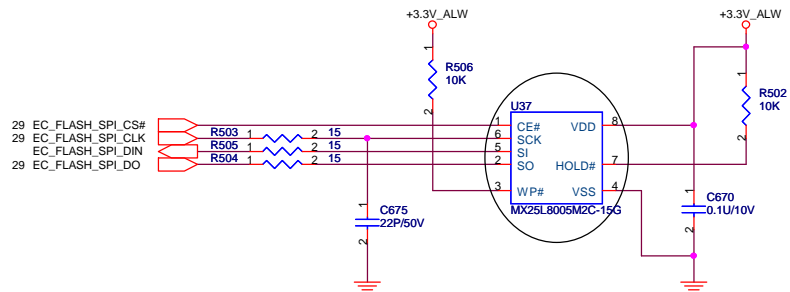 +3.3V_ALW
+3.3V_ALW
1
R506
10K
2
1
R502
10K
2
U37
29 EC_FLASH_SPI_CS#
1
CE#
VDD
8
29 EC_FLASH_SPI_CLK
R503 1
2 15
6
SCK
EC_FLASH_SPI_DIN
R505 1
2 15
5
SI
29 EC_FLASH_SPI_DO
R504 1
2 15
2
SO
HOLD#
7
3
WP#
VSS
4
MX25L8005M2C-15G
1
C675
22P/50V
2
1
C670
0.1U/10V
2